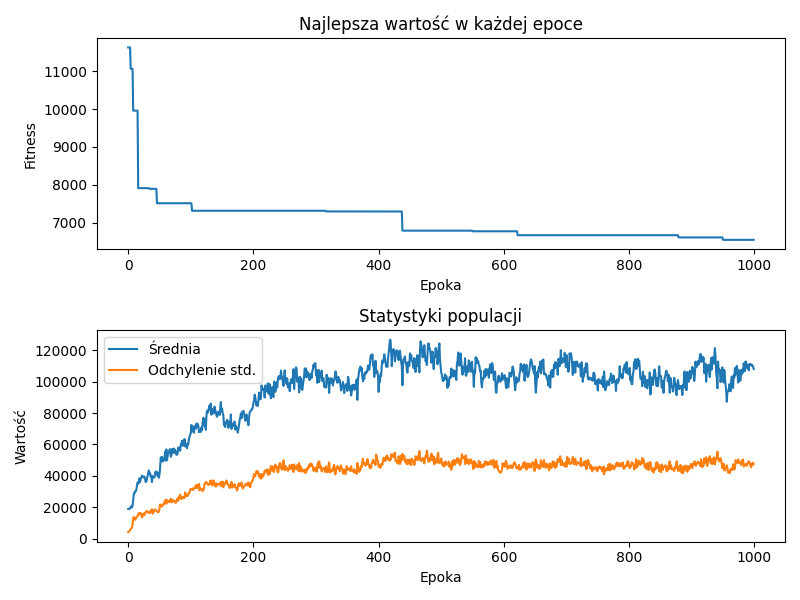 Najlepsza wartość w każdej epoce
Fitness
11000
10000
9000
8000
7000
0 200 400 600 800 1000
Epoka
Statystyki populacji
Wartość
Średnia
Odchylenie std.
120000
100000
80000
60000
40000
20000
0
0 200 400 600 800 1000
Epoka